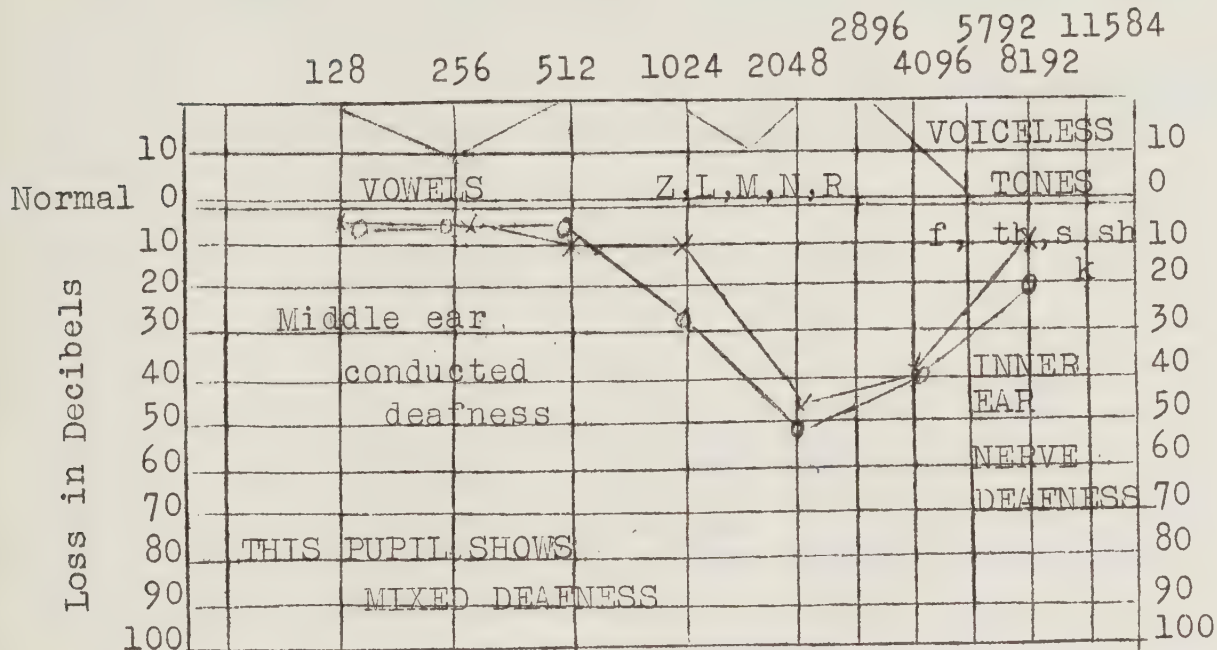 2896 5792 11584
128 256 512 1024 2048 4096 8192
10 VOICELESS 10
Normal 0 VOWELS Z,L,M,N,R TONES 0
10 f, th,s sh 10
20 k 20
30 Middle ear 30
40 conducted INNER 40
50 deafness EAR 50
60 NERVE 60
70 DEAFNESS 70
80 THIS PUPIL SHOWS 80
90 MIXED DEAFNESS 90
100 100
Loss in Decibels